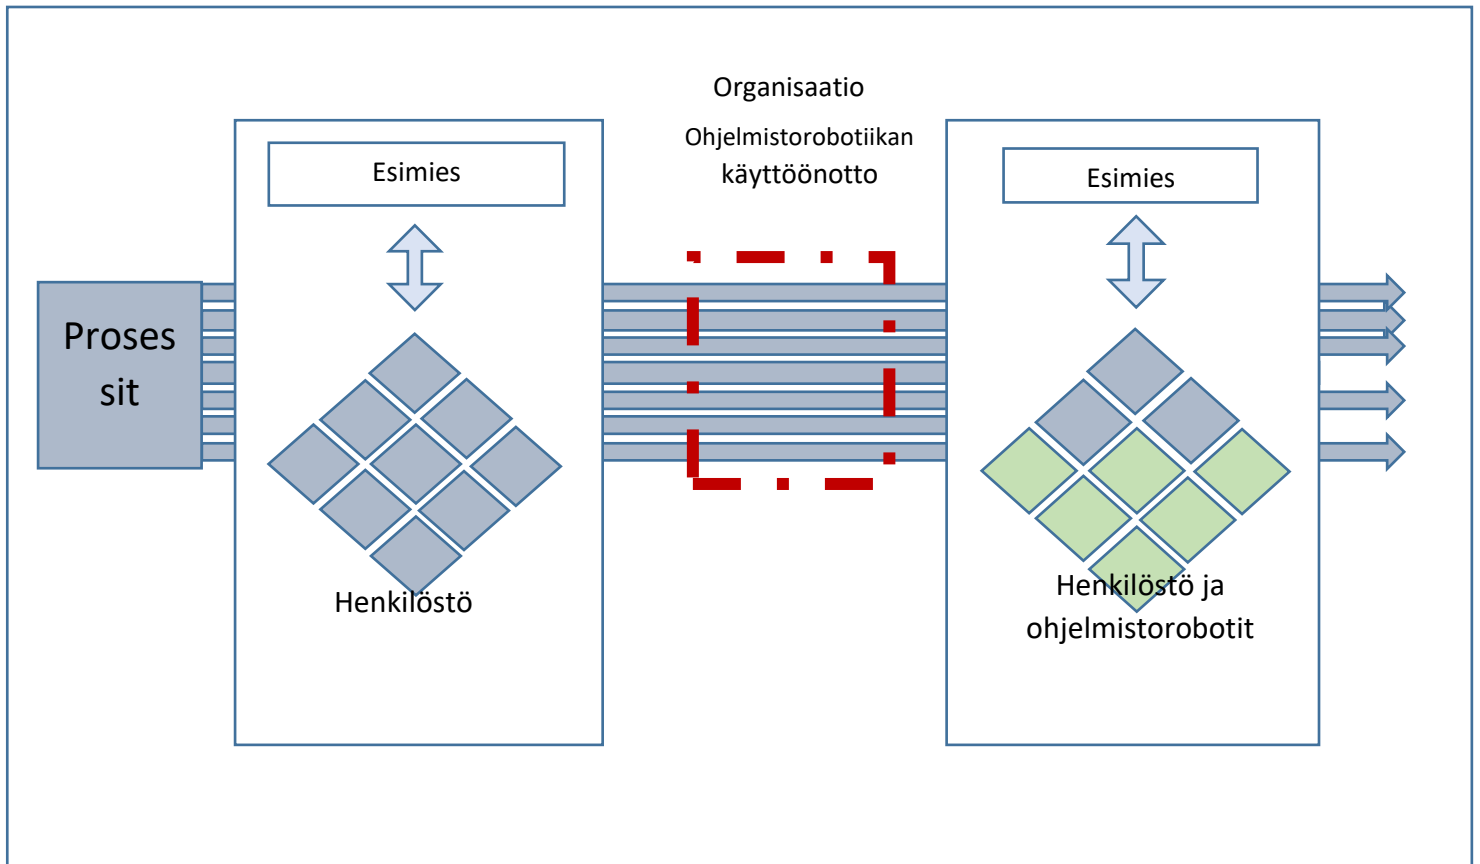 Organisaatio
Ohjelmistorobotiikan
käyttöönotto
Esimies
Esimies
Proses
sit
Henkilöstö
Henkilöstö ja
ohjelmistorobotit